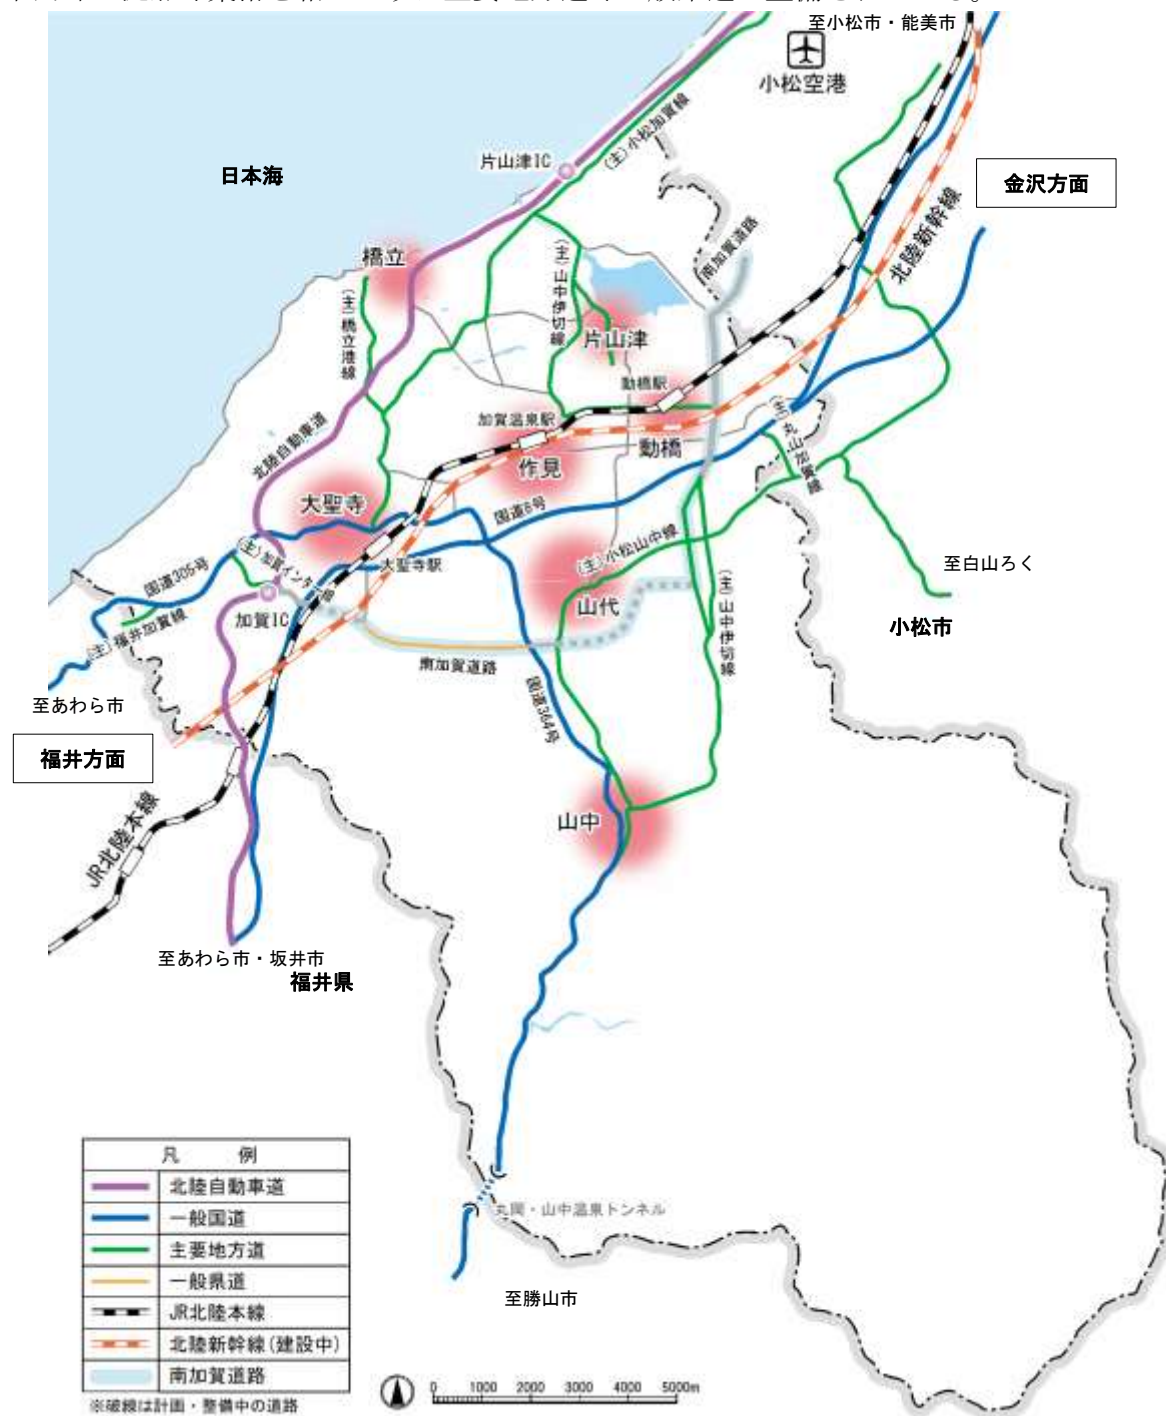 至小松市・能美市
小松空港
(主)小松加賀線
片山津IC
日本海
金沢方面
北陸新幹線
南加賀道路
橋立
(主)山中伊切線
(主)橋立港線
片山津
動橋駅
加賀温泉駅
動橋
作見
北陸自動車道
(主)丸山加賀線
大聖寺
国道8号
(主)小松山中線
大聖寺駅
(主)加賀インター線
国道305号
至白山ろく
山代
加賀IC
小松市
(主)福井加賀線
(主)山中伊切線
南加賀道路
国道364号
至あわら市
福井方面
山中
JR北陸本線
至あわら市・坂井市
福井県
丸岡・山中温泉トンネル
至勝山市
凡 例
北陸自動車道
一般国道
主要地方道
一般県道
JR北陸本線
北陸新幹線(建設中)
南加賀道路
※破線は計画・整備中の道路
0 1000 2000 3000 4000 5000m